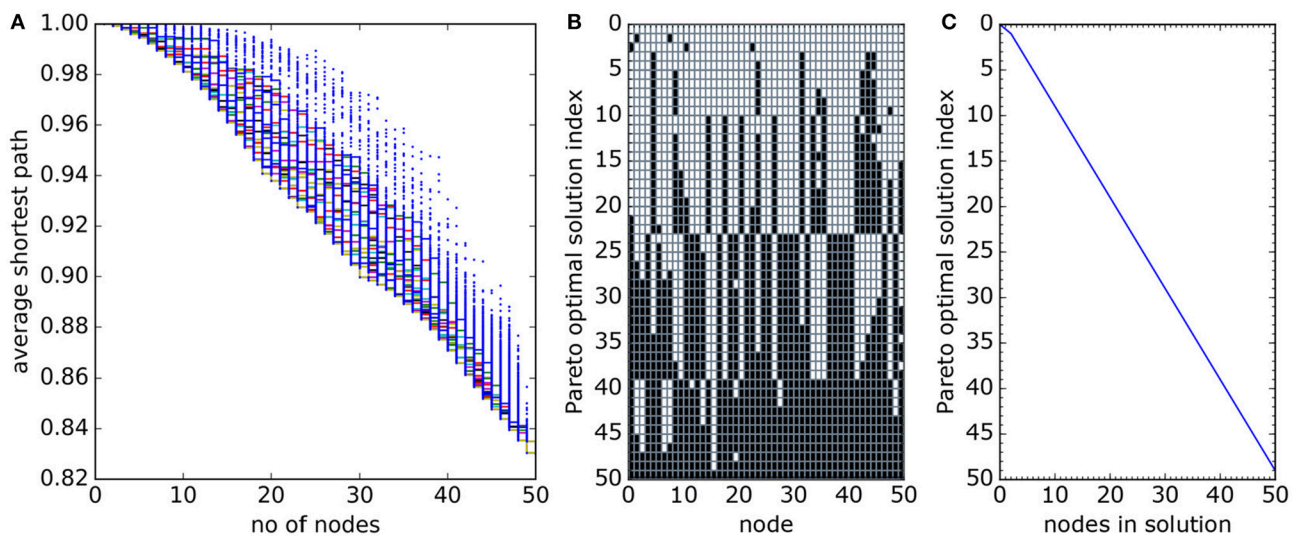 A
1.00
0.98
0.96
0.94
0.92
0.90
0.88
0.86
0.84
0.82
average shortest path
0 10 20 30 40 50
no of nodes
B
0
5
10
15
20
25
30
35
40
45
50
Pareto optimal solution index
0 10 20 30 40 50
node
C
0
5
10
15
20
25
30
35
40
45
50
Pareto optimal solution index
0 10 20 30 40 50
nodes in solution